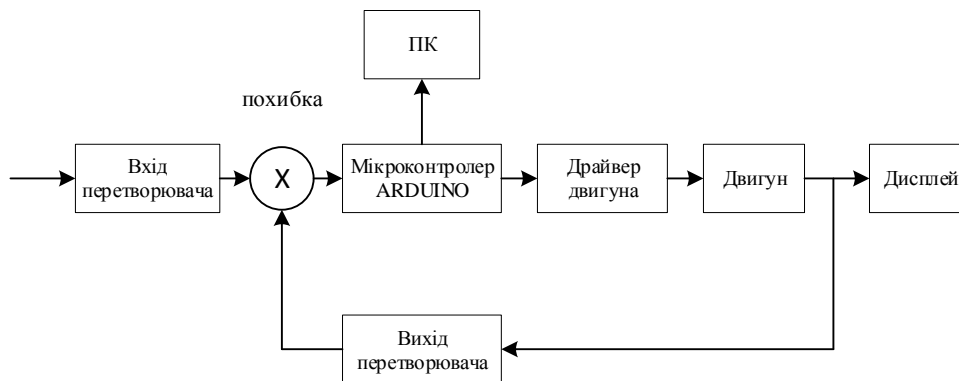 ПК
похибка
Вхід
перетворювача
X
Мікроконтролер
ARDUINO
Драйвер
двигуна
Двигун
Дисплей
Вихід
перетворювача